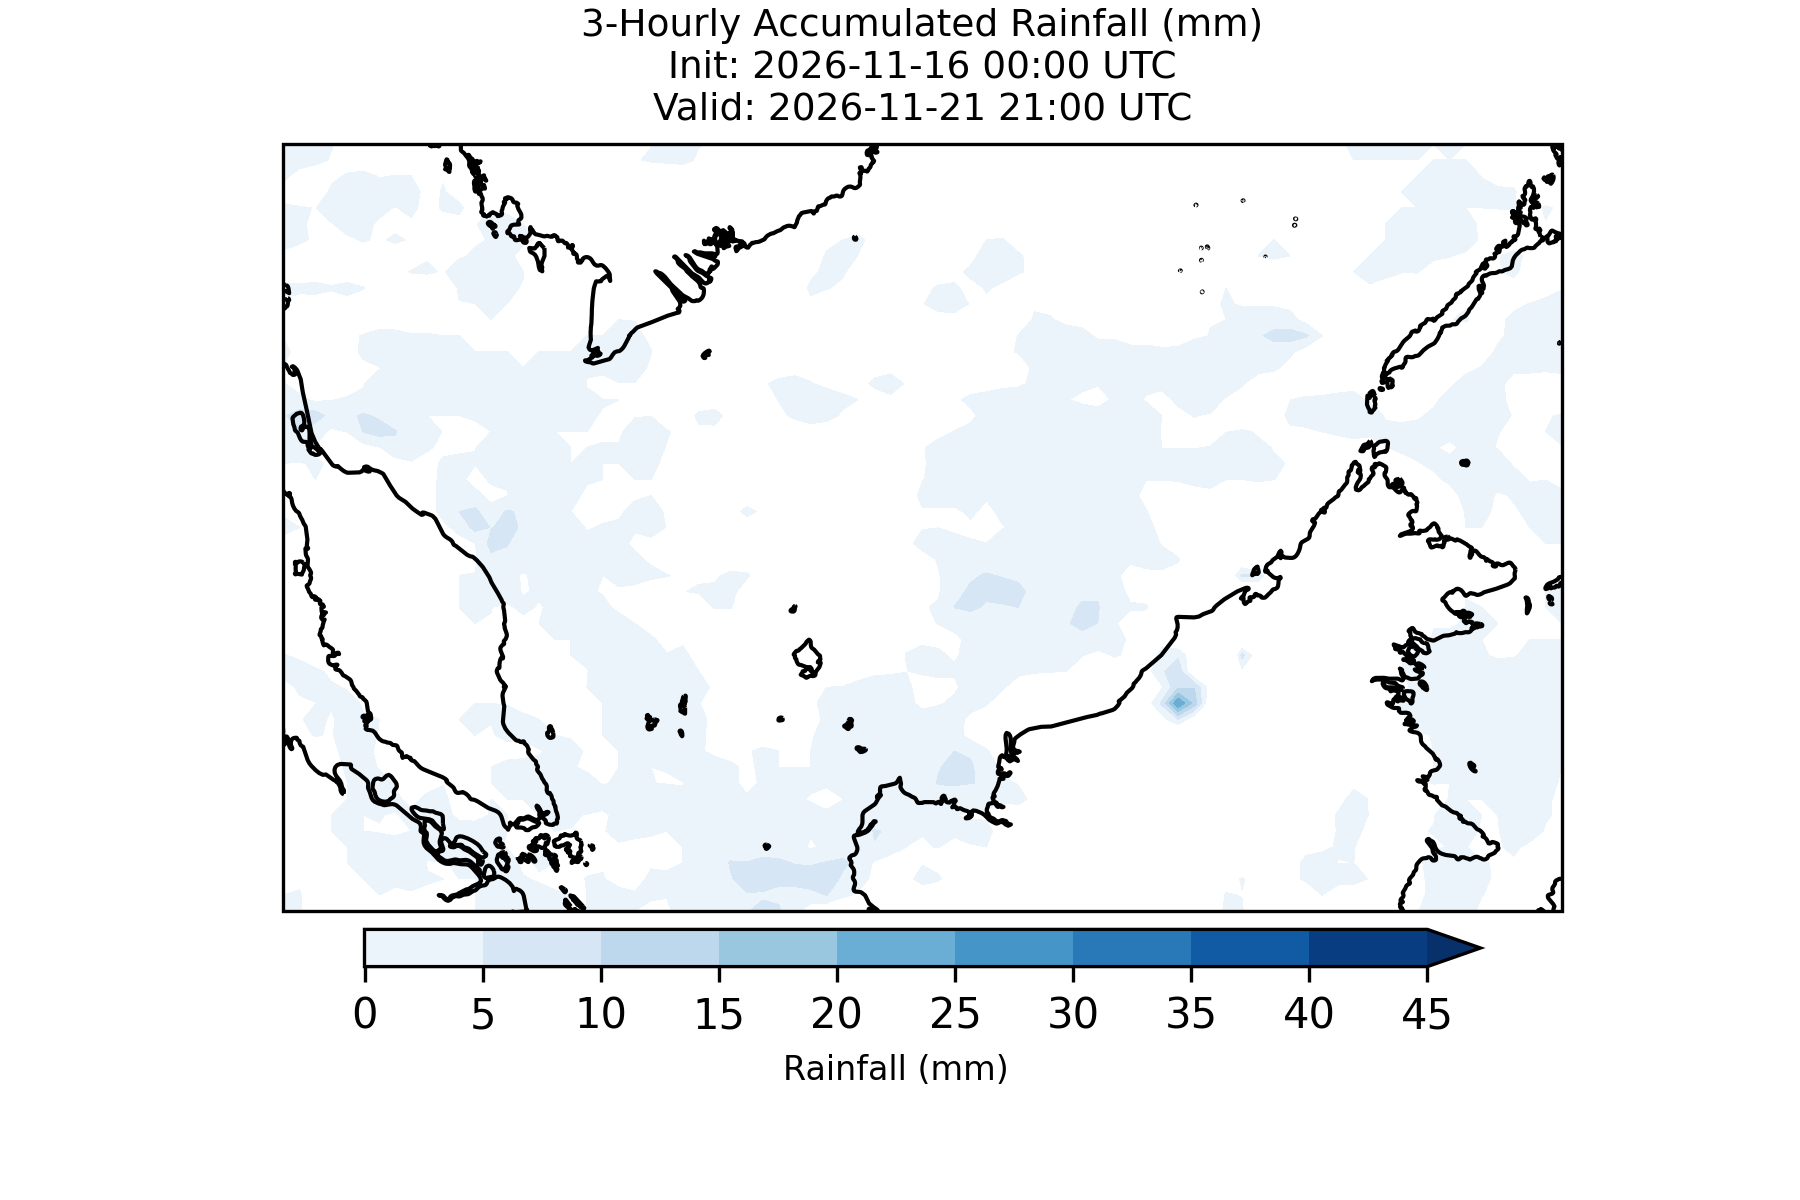 3-Hourly Accumulated Rainfall (mm)
Init: 2026-11-16 00:00 UTC
Valid: 2026-11-21 21:00 UTC
0 5 10 15 20 25 30 35 40 45
Rainfall (mm)